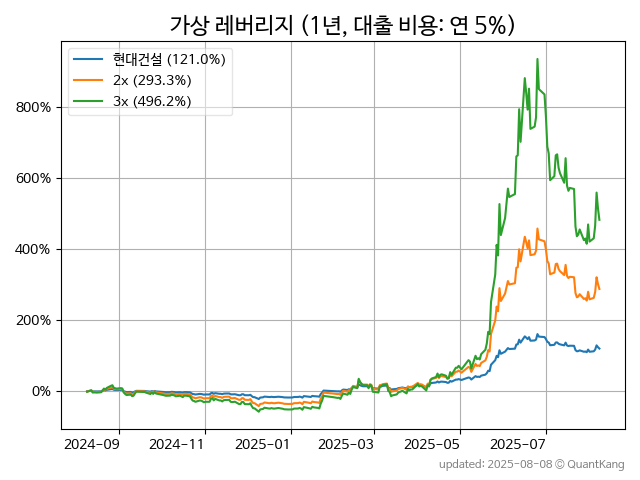 가상 레버리지 (1년, 대출 비용: 연 5%)
현대건설 (121.0%)
2x (293.3%)
3x (496.2%)
800%
600%
400%
200%
0%
2024-09 2024-11 2025-01 2025-03 2025-05 2025-07
updated: 2025-08-08 © QuantKang